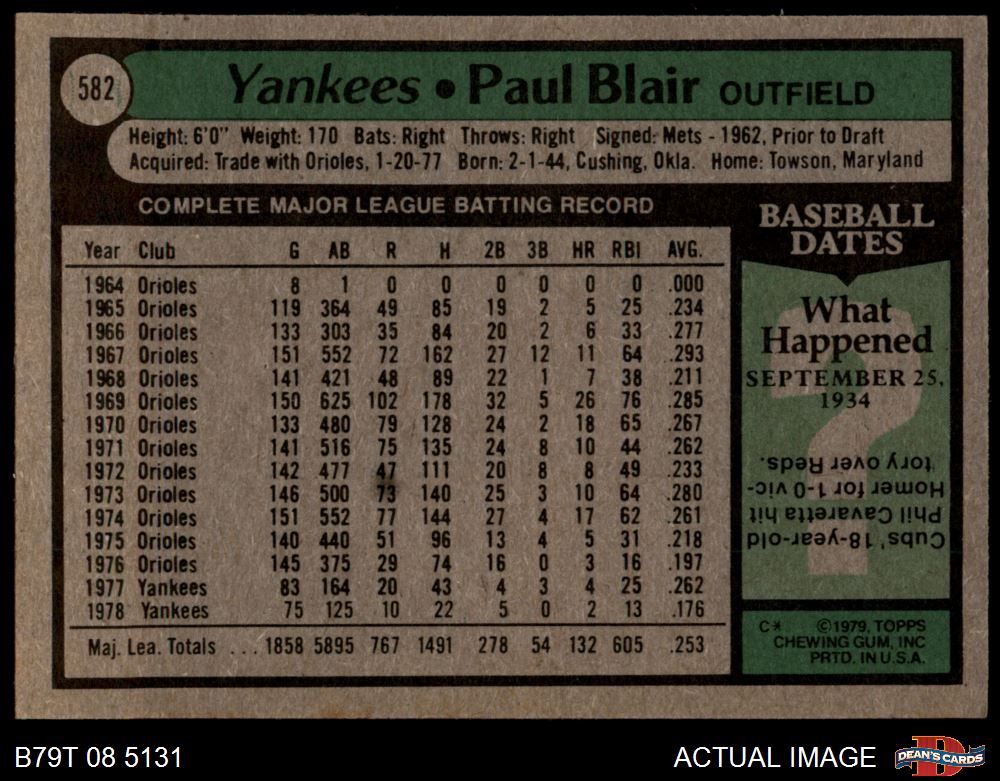 582
Yankees • Paul Blair OUTFIELD
Height: 6'0" Weight: 170 Bats: Right Throws: Right Signed: Mets - 1962, Prior to Draft
Acquired: Trade with Orioles, 1-20-77 Born: 2-1-44, Cushing, Okla. Home: Towson, Maryland
COMPLETE MAJOR LEAGUE BATTING RECORD
Year Club G AB R H 2B 3B HR RBI AVG.
1964 Orioles 8 1 0 0 0 0 0 0 .000
1965 Orioles 119 364 49 85 19 2 5 25 .234
1966 Orioles 133 303 35 84 20 2 6 33 .277
1967 Orioles 151 552 72 162 27 12 11 64 .293
1968 Orioles 141 421 48 89 22 1 7 38 .211
1969 Orioles 150 625 102 178 32 5 26 76 .285
1970 Orioles 133 480 79 128 24 2 18 65 .267
1971 Orioles 141 516 75 135 24 8 10 44 .262
1972 Orioles 142 477 47 111 20 8 8 49 .233
1973 Orioles 146 500 73 140 25 3 10 64 .280
1974 Orioles 151 552 77 144 27 4 17 62 .261
1975 Orioles 140 440 51 96 13 4 5 31 .218
1976 Orioles 145 375 29 74 16 0 3 16 .197
1977 Yankees 83 164 20 43 4 3 4 25 .262
1978 Yankees 75 125 10 22 5 0 2 13 .176
Maj. Lea. Totals ... 1858 5895 767 1491 278 54 132 605 .253
BASEBALL
DATES
What
Happened
SEPTEMBER 25,
1934
Cubs' 18-year-old
Phil Cavaretta hit
Homer for 1-0 vic-
tory over Reds.
C* ©1979, TOPPS
CHEWING GUM, INC
PRTD. IN U.S.A.
B79T 08 5131
ACTUAL IMAGE
D
DEAN'S CARDS